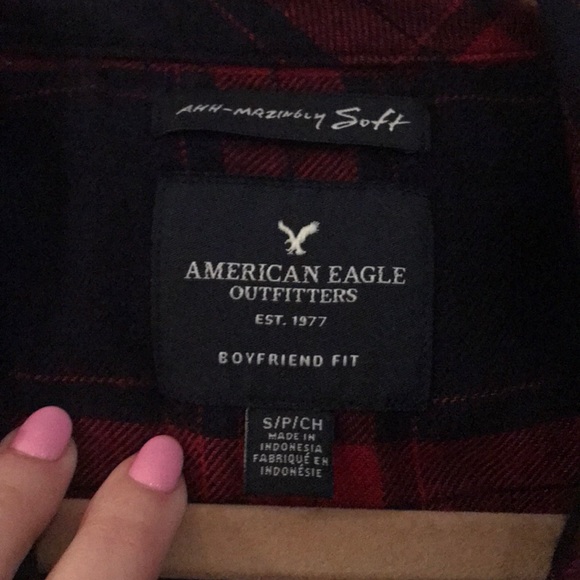 AHH-MAZINGLY Soft
AMERICAN EAGLE
OUTFITTERS
EST. 1977
BOYFRIEND FIT
S/P/CH
MADE IN
INDONESIA
FABRIQUÉ EN
INDONÉSIE